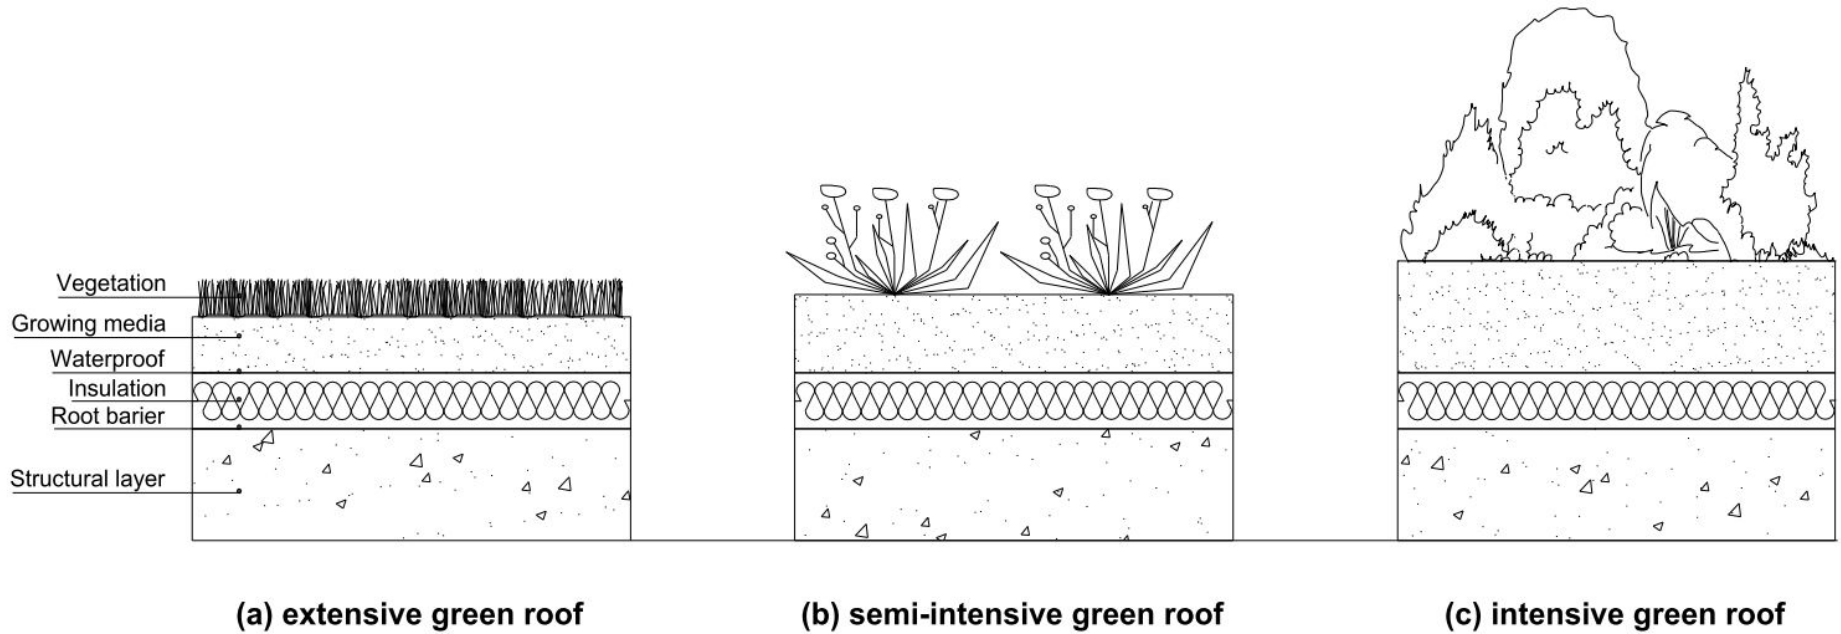 Vegetation
Growing media
Waterproof
Insulation
Root barier
Structural layer
(a) extensive green roof
(b) semi-intensive green roof
(c) intensive green roof